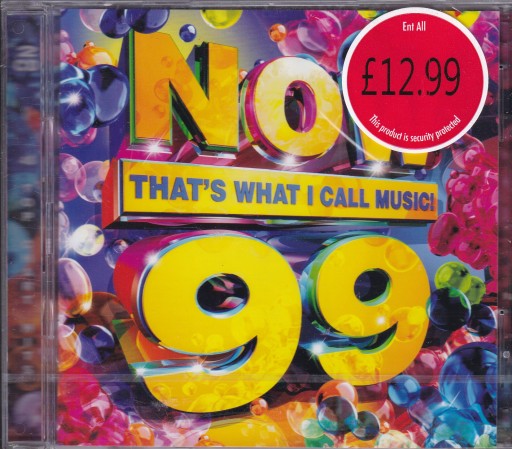 NOW
THAT'S WHAT I CALL MUSIC!
99
Ent All
£12.99
This product is security protected